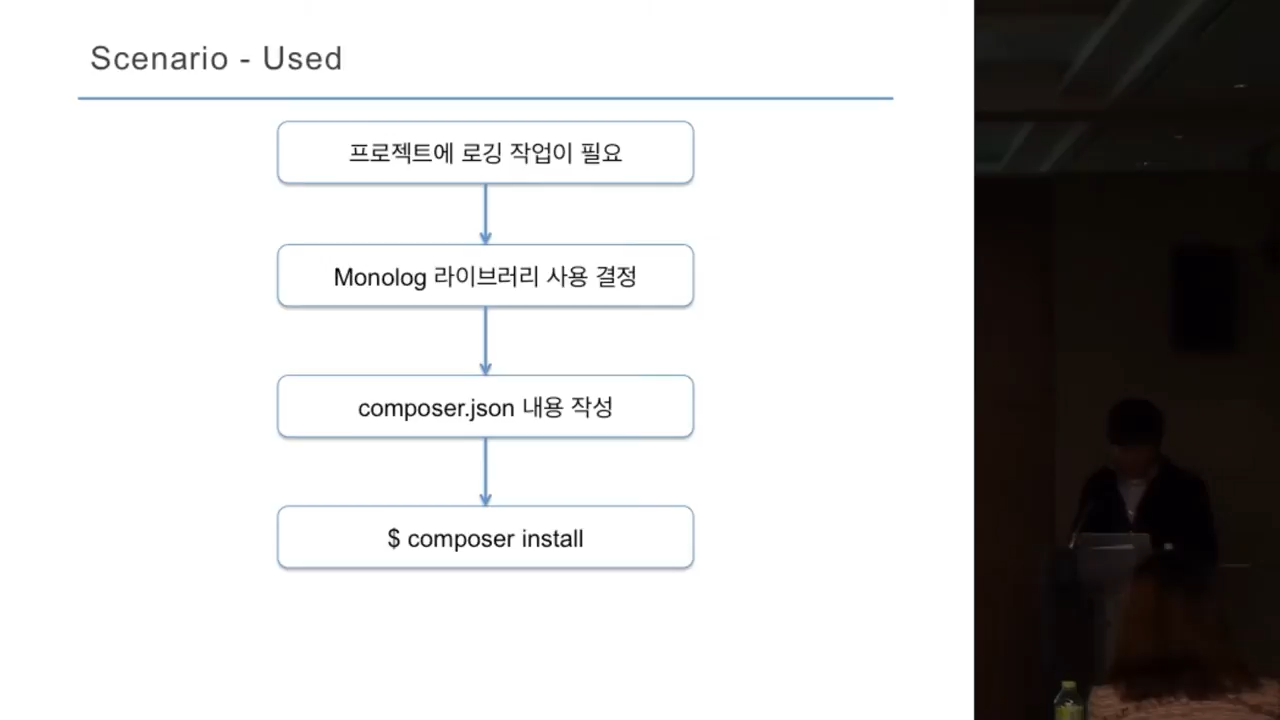 Scenario - Used
프로젝트에 로깅 작업이 필요
Monolog 라이브러리 사용 결정
composer.json 내용 작성
$ composer install